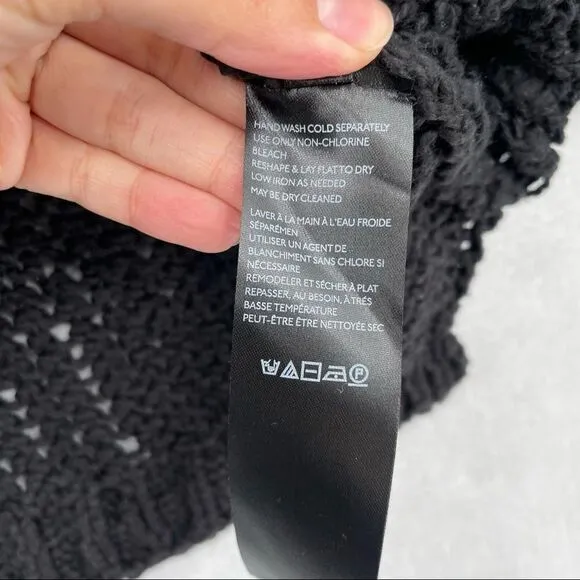 HAND WASH COLD SEPARATELY
USE ONLY NON-CHLORINE
BLEACH
RESHAPE & LAY FLAT TO DRY
LOW IRON AS NEEDED
MAY BE DRY CLEANED
LAVER À LA MAIN À L'EAU FROIDE
SÉPARÉMEN
UTILISER UN AGENT DE
BLANCHIMENT SANS CHLORE SI
NÉCESSAIRE
REMODELER ET SÉCHER À PLAT
REPASSER, AU BESOIN, À TRÉS
BASSE TEMPÉRATURE
PEUT-ÊTRE ÊTRE NETTOYÉE SEC
P